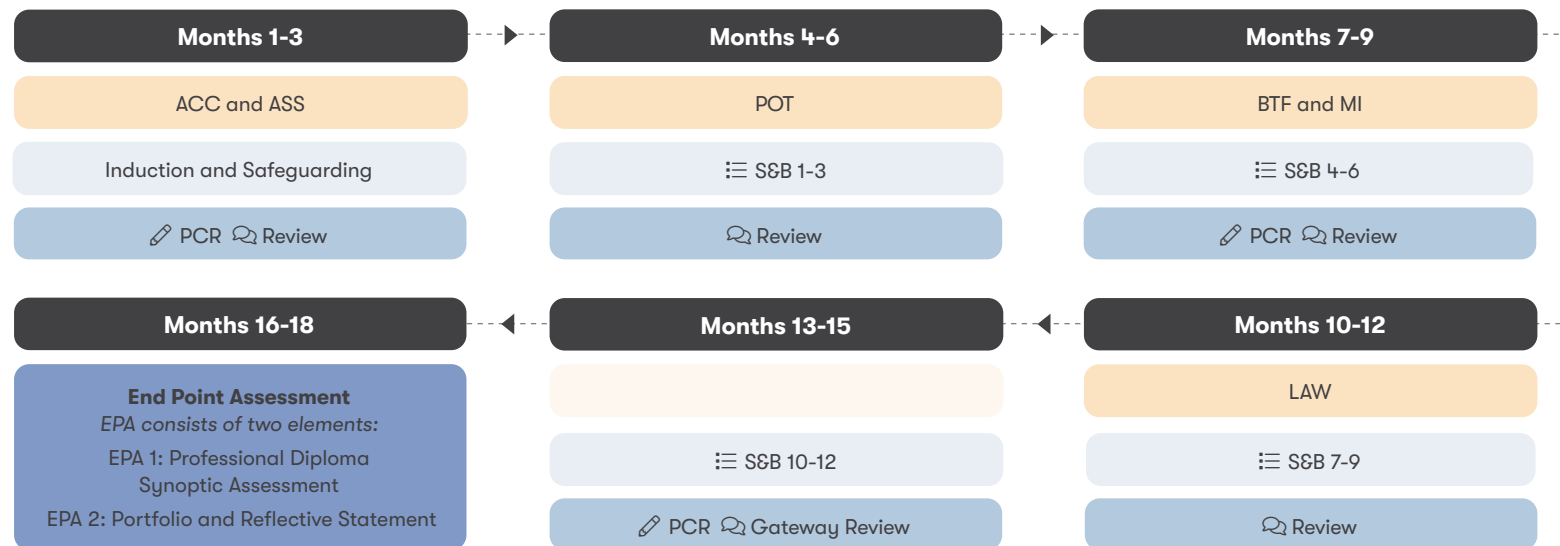 Months 1-3
Months 4-6
Months 7-9
ACC and ASS
POT
BTF and MI
Induction and Safeguarding
S&B 1-3
S&B 4-6
PCR Review
Review
PCR Review
Months 16-18
Months 13-15
Months 10-12
End Point Assessment
EPA consists of two elements:
EPA 1: Professional Diploma
Synoptic Assessment
EPA 2: Portfolio and Reflective Statement
LAW
S&B 10-12
S&B 7-9
PCR Gateway Review
Review